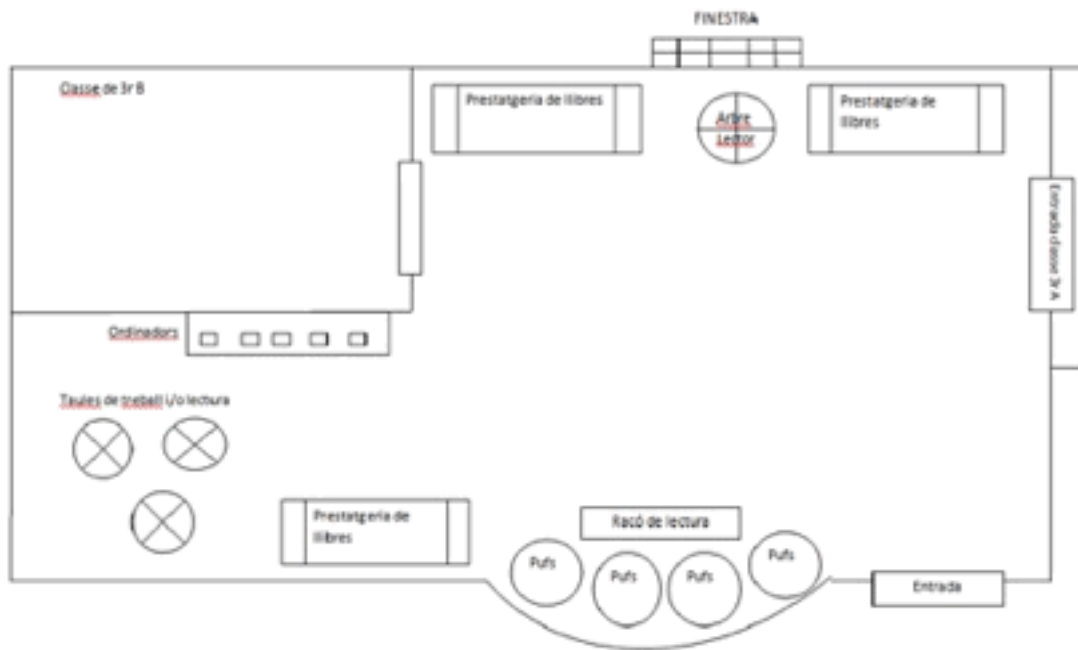 FINESTRA
Classe de 3r B
Prestatgeria de llibres
Arbre
Lector
Prestatgeria de
llibres
Entrada classe 3r A
Ordinadors
Taules de treball i/o lectura
Prestatgeria de
llibres
Racó de lectura
Pufs
Pufs
Pufs
Pufs
Entrada